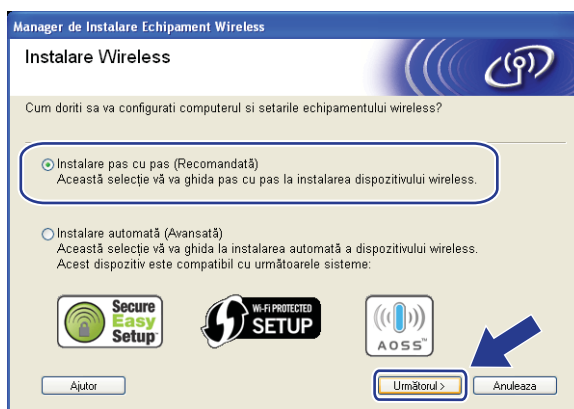 Manager de Instalare Echipament Wireless
Instalare Wireless
Cum doriti sa va configurati computerul si setarile echipamentului wireless?
Instalare pas cu pas (Recomandată)
Această selecţie vă va ghida pas cu pas la instalarea dispozitivului wireless.
Instalare automată (Avansată)
Această selecţie vă va ghida la instalarea automată a dispozitivului wireless.
Acest dispozitiv este compatibil cu următoarele sisteme:
Secure
Easy
Setup
WI-FI PROTECTED
SETUP
AOSS™
Ajutor
Următorul >
Anuleaza